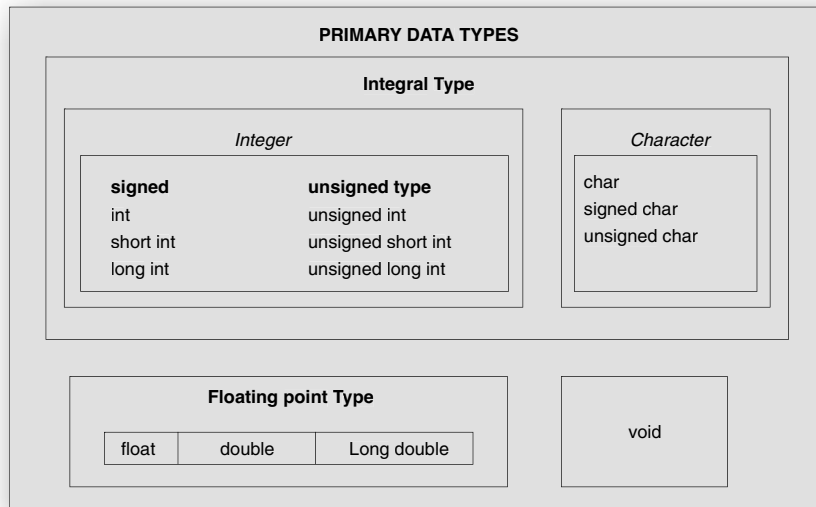 PRIMARY DATA TYPES
Integral Type
Integer
signed unsigned type
int unsigned int
short int unsigned short int
long int unsigned long int
Character
char
signed char
unsigned char
Floating point Type
float double Long double
void